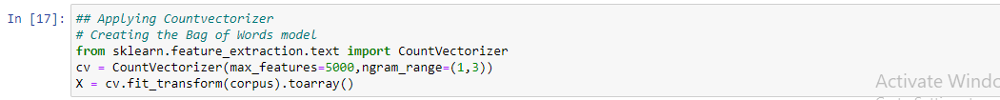 In [17]: ## Applying Countvectorizer
# Creating the Bag of Words model
from sklearn.feature_extraction.text import CountVectorizer
cv = CountVectorizer(max_features=5000,ngram_range=(1,3))
X = cv.fit_transform(corpus).toarray()
Activate Windo